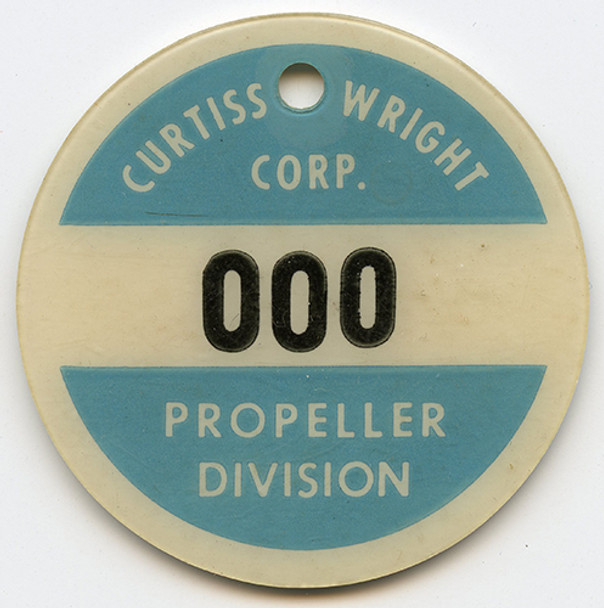 CURTISS WRIGHT
CORP.
000
PROPELLER
DIVISION